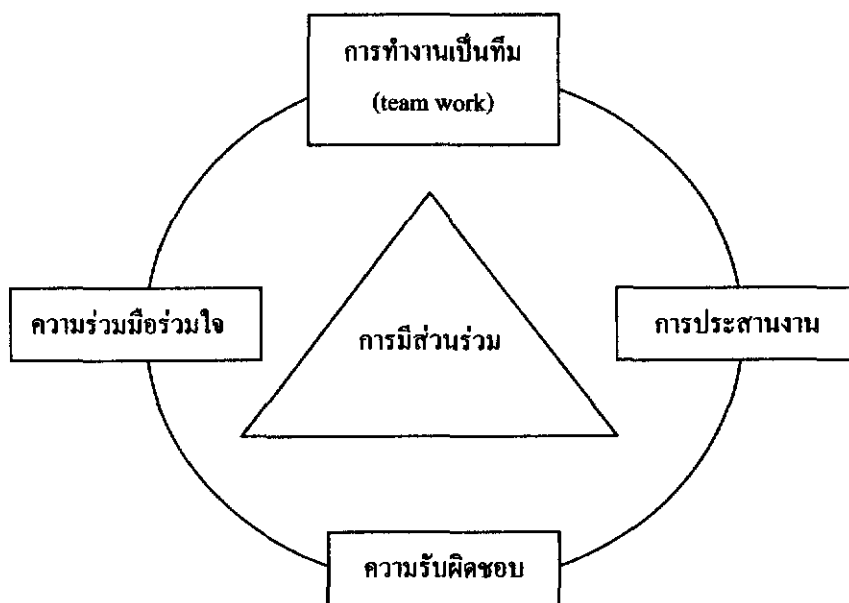 การทำงานเป็นทีม
(team work)
ความร่วมมือร่วมใจ
การมีส่วนร่วม
การประสานงาน
ความรับผิดชอบ